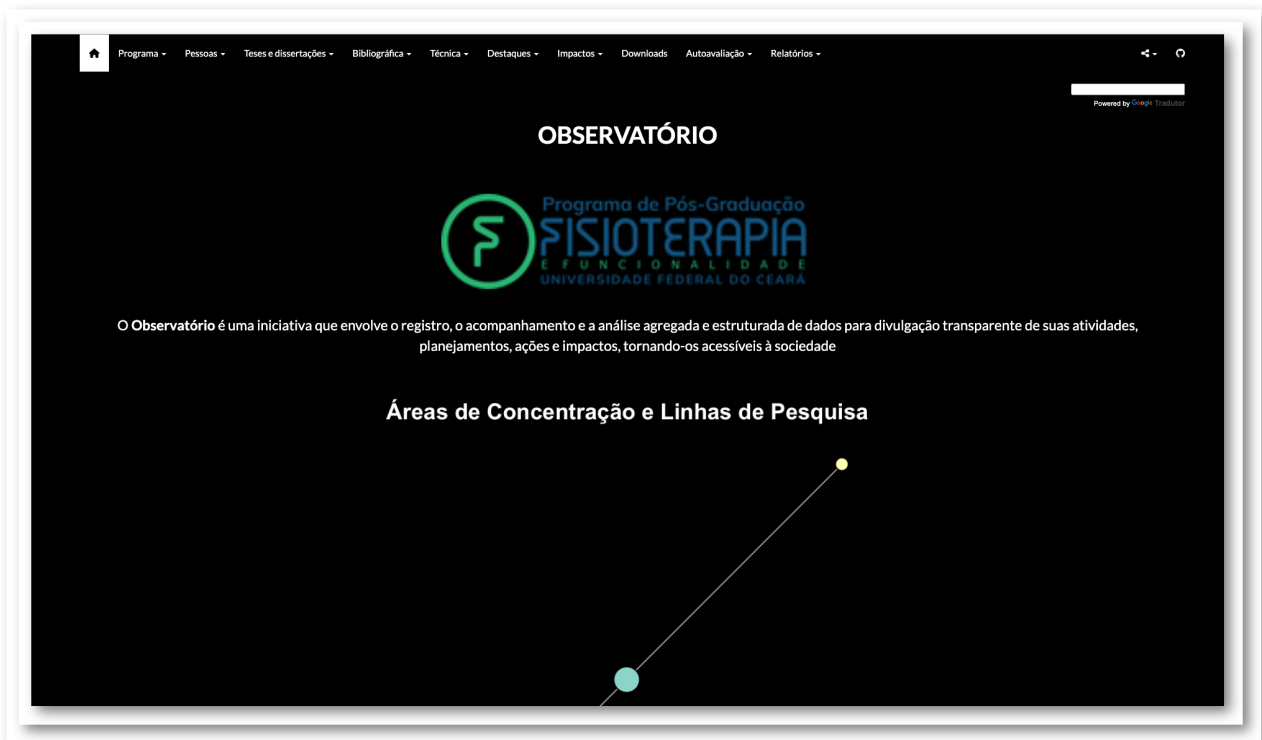 Programa Pessoas Teses e dissertações Bibliográfica Técnica Destaques Impactos Downloads Autoavaliação Relatórios
Powered by Google Tradutor
OBSERVATÓRIO
Programa de Pós-Graduação
FISIOTERAPIA
E FUNCIONALIDADE
UNIVERSIDADE FEDERAL DO CEARÁ
O Observatório é uma iniciativa que envolve o registro, o acompanhamento e a análise agregada e estruturada de dados para divulgação transparente de suas atividades,
planejamentos, ações e impactos, tornando-os acessíveis à sociedade
Áreas de Concentração e Linhas de Pesquisa